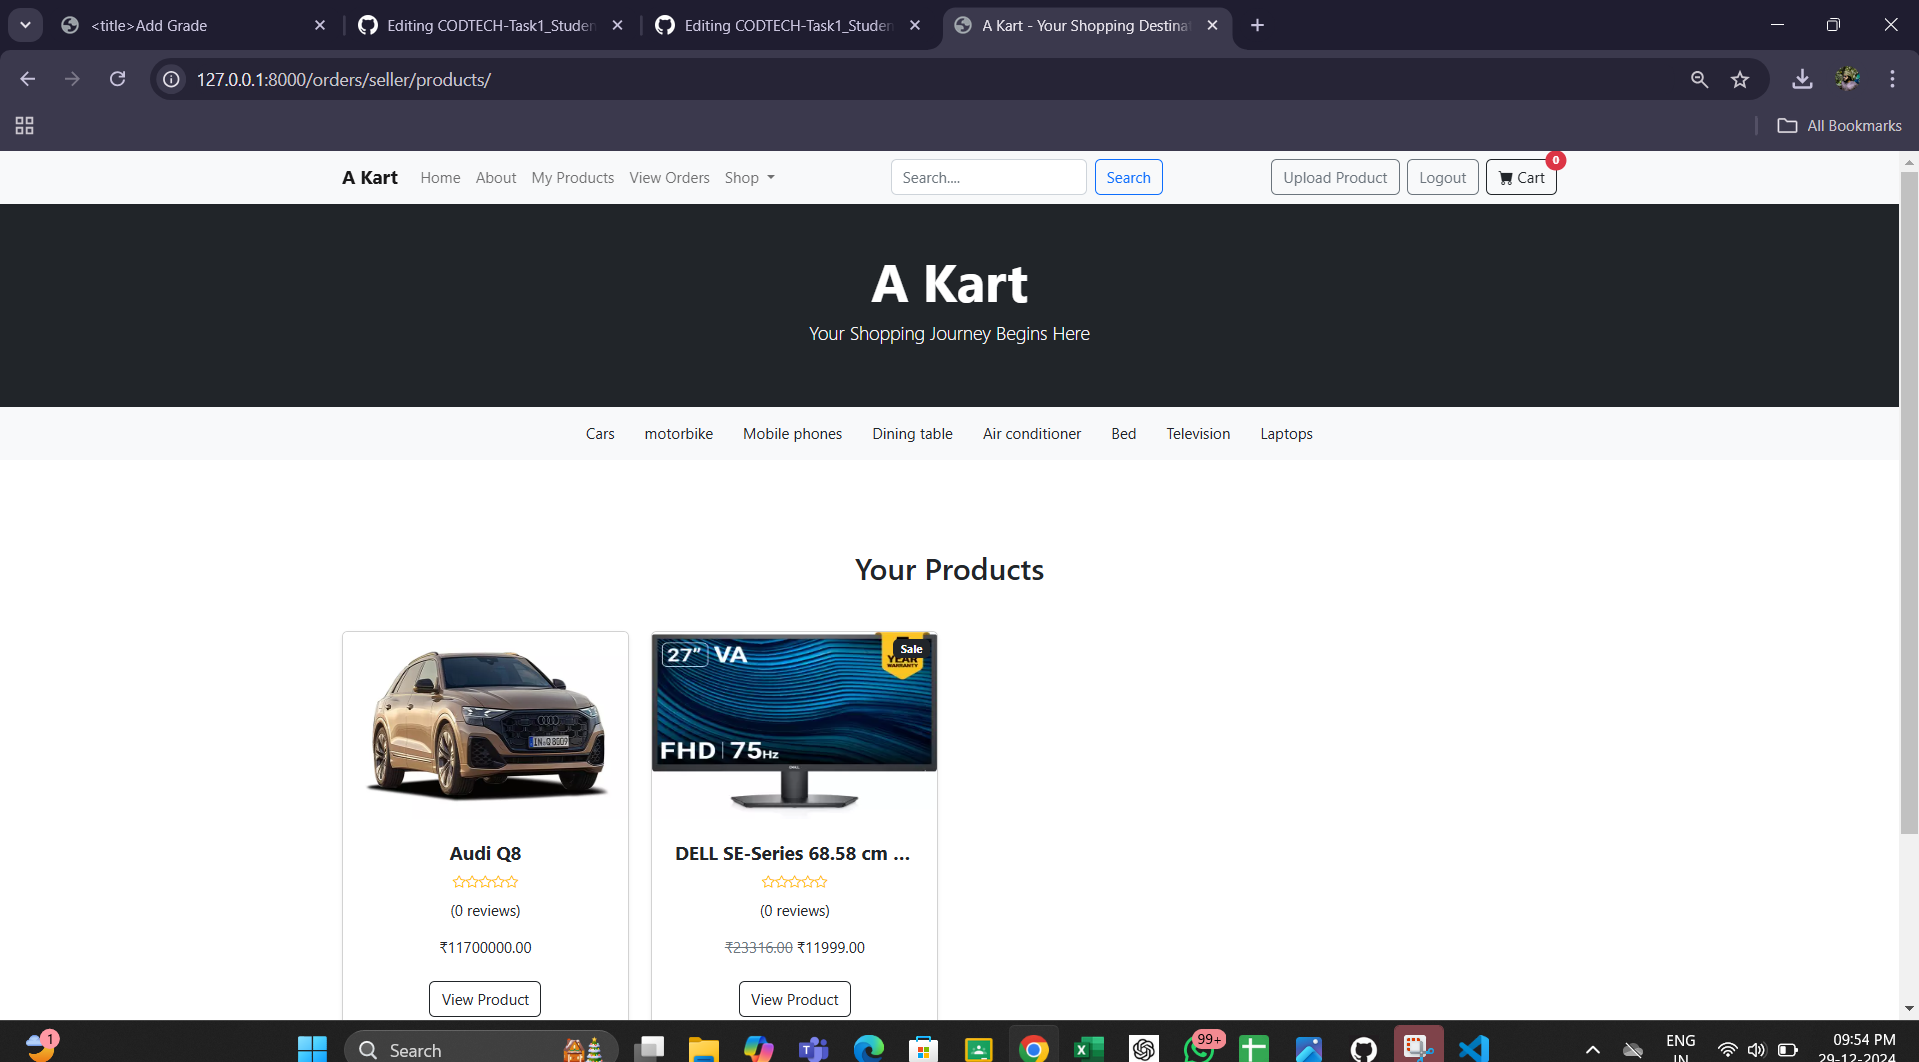 <title>Add Grade
Editing CODTECH-Task1_Studen
Editing CODTECH-Task1_Studen
A Kart - Your Shopping Destina
127.0.0.1:8000/orders/seller/products/
All Bookmarks
A Kart Home About My Products View Orders Shop Search.... Search Upload Product Logout Cart 0
A Kart
Your Shopping Journey Begins Here
Cars motorbike Mobile phones Dining table Air conditioner Bed Television Laptops
Your Products
27" VA
Sale
YEAR
WARRANTY
FHD | 75Hz
DELL
Audi Q8
(0 reviews)
₹11700000.00
View Product
DELL SE-Series 68.58 cm ...
(0 reviews)
₹23316.00 ₹11999.00
View Product
1
Search
99+
ENG
IN
09:54 PM
29-12-2024